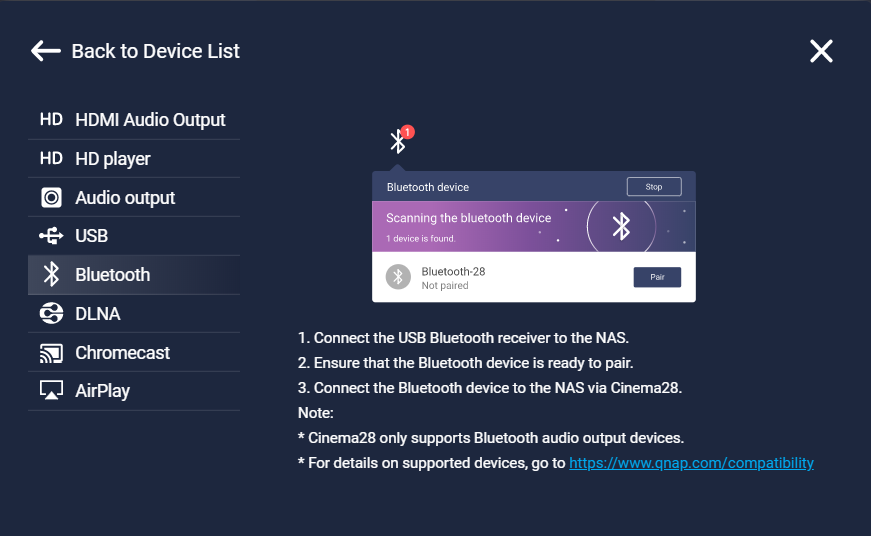 Back to Device List
HD HDMI Audio Output
HD HD player
Audio output
USB
Bluetooth
DLNA
Chromecast
AirPlay
1
Bluetooth device
Stop
Scanning the bluetooth device
1 device is found.
Bluetooth-28
Not paired
Pair
1. Connect the USB Bluetooth receiver to the NAS.
2. Ensure that the Bluetooth device is ready to pair.
3. Connect the Bluetooth device to the NAS via Cinema28.
Note:
* Cinema28 only supports Bluetooth audio output devices.
* For details on supported devices, go to https://www.qnap.com/compatibility